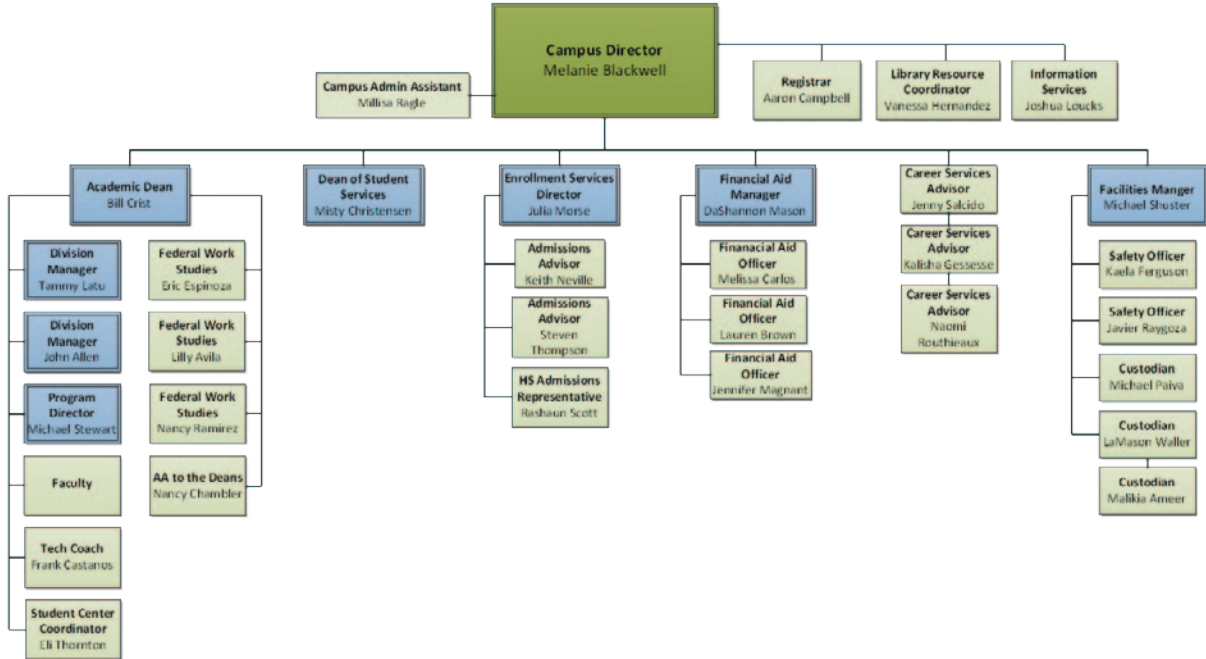 Campus Director
Melanie Blackwell
Campus Admin Assistant
Millisa Ragle
Registrar
Aaron Campbell
Library Resource
Coordinator
Vanessa Hernandez
Information
Services
Joshua Loucks
Academic Dean
Bill Crist
Division
Manager
Tammy Latu
Division
Manager
John Allen
Program
Director
Michael Stewart
Faculty
Tech Coach
Frank Castanos
Student Center
Coordinator
Eli Thornton
Federal Work
Studies
Eric Espinoza
Federal Work
Studies
Lilly Avila
Federal Work
Studies
Nancy Ramirez
AA to the Deans
Nancy Chambler
Dean of Student
Services
Misty Christensen
Enrollment Services
Director
Julia Morse
Admissions
Advisor
Keith Neville
Admissions
Advisor
Steven
Thompson
HS Admissions
Representative
Rashaun Scott
Financial Aid
Manager
DaShannon Mason
Finanacial Aid
Officer
Melissa Carlos
Financial Aid
Officer
Lauren Brown
Financial Aid
Officer
Jennifer Magnant
Career Services
Advisor
Jenny Salcido
Career Services
Advisor
Kalisha Gessesse
Career Services
Advisor
Naomi
Routhieaux
Facilities Manger
Michael Shuster
Safety Officer
Kaela Ferguson
Safety Officer
Javier Raygoza
Custodian
Michael Paiva
Custodian
LaMason Waller
Custodian
Malikia Ameer